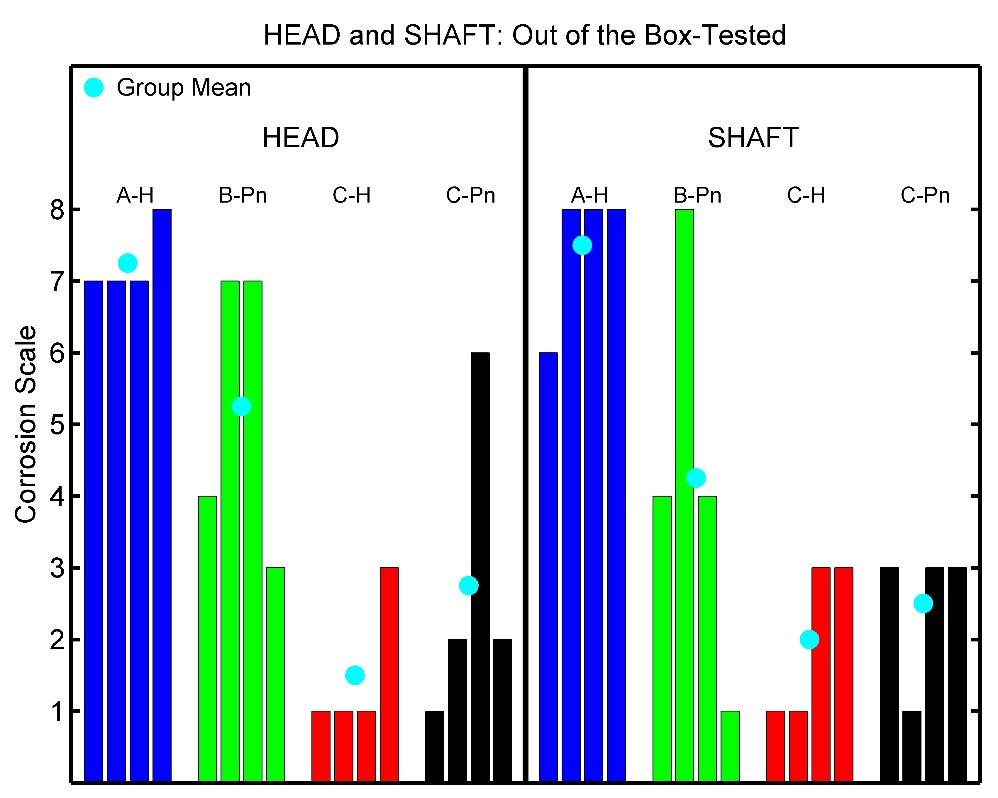 HEAD and SHAFT: Out of the Box-Tested
Group Mean
HEAD
SHAFT
A-H B-Pn C-H C-Pn
A-H B-Pn C-H C-Pn
Corrosion Scale
8
7
6
5
4
3
2
1